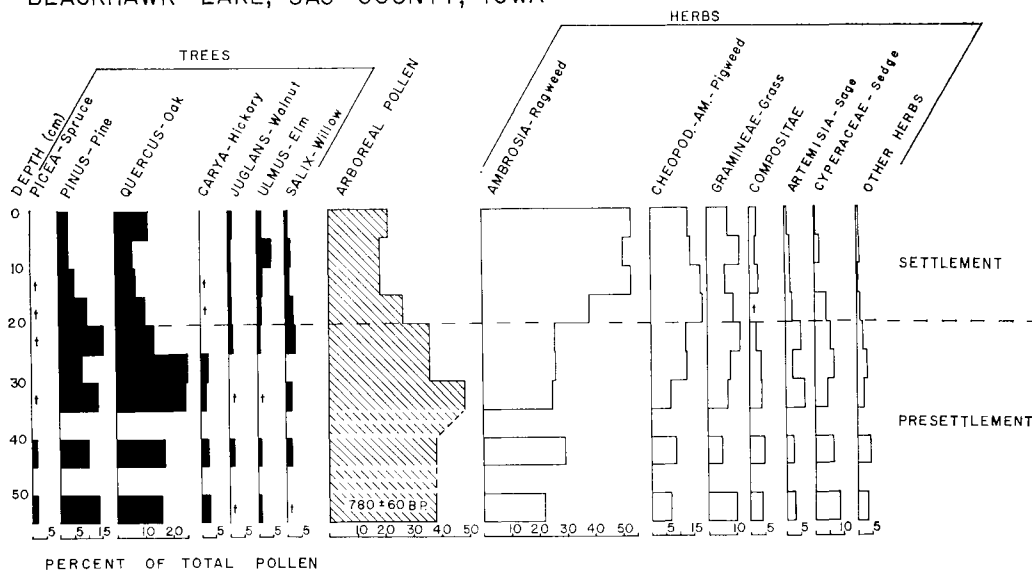 BLACKHAWK LAKE, SAC COUNTY, IOWA
TREES
HERBS
DEPTH (cm)
PICEA-Spruce
PINUS-Pine
QUERCUS-Oak
CARYA-Hickory
JUGLANS-Walnut
ULMUS-Elm
SALIX-Willow
ARBOREAL POLLEN
AMBROSIA-Ragweed
CHEOPOD.-AM.-Pigweed
GRAMINEAE-Grass
COMPOSITAE
ARTEMISIA-Sage
CYPERACEAE-Sedge
OTHER HERBS
0
10
20
30
40
50
† † † † † † † † † † †
SETTLEMENT
PRESETTLEMENT
780 ± 60 B.P.
5 5 15 10 20 5 5 5 5 10 20 30 40 50 10 20 30 40 50 5 15 10 5 5 10 5
PERCENT OF TOTAL POLLEN